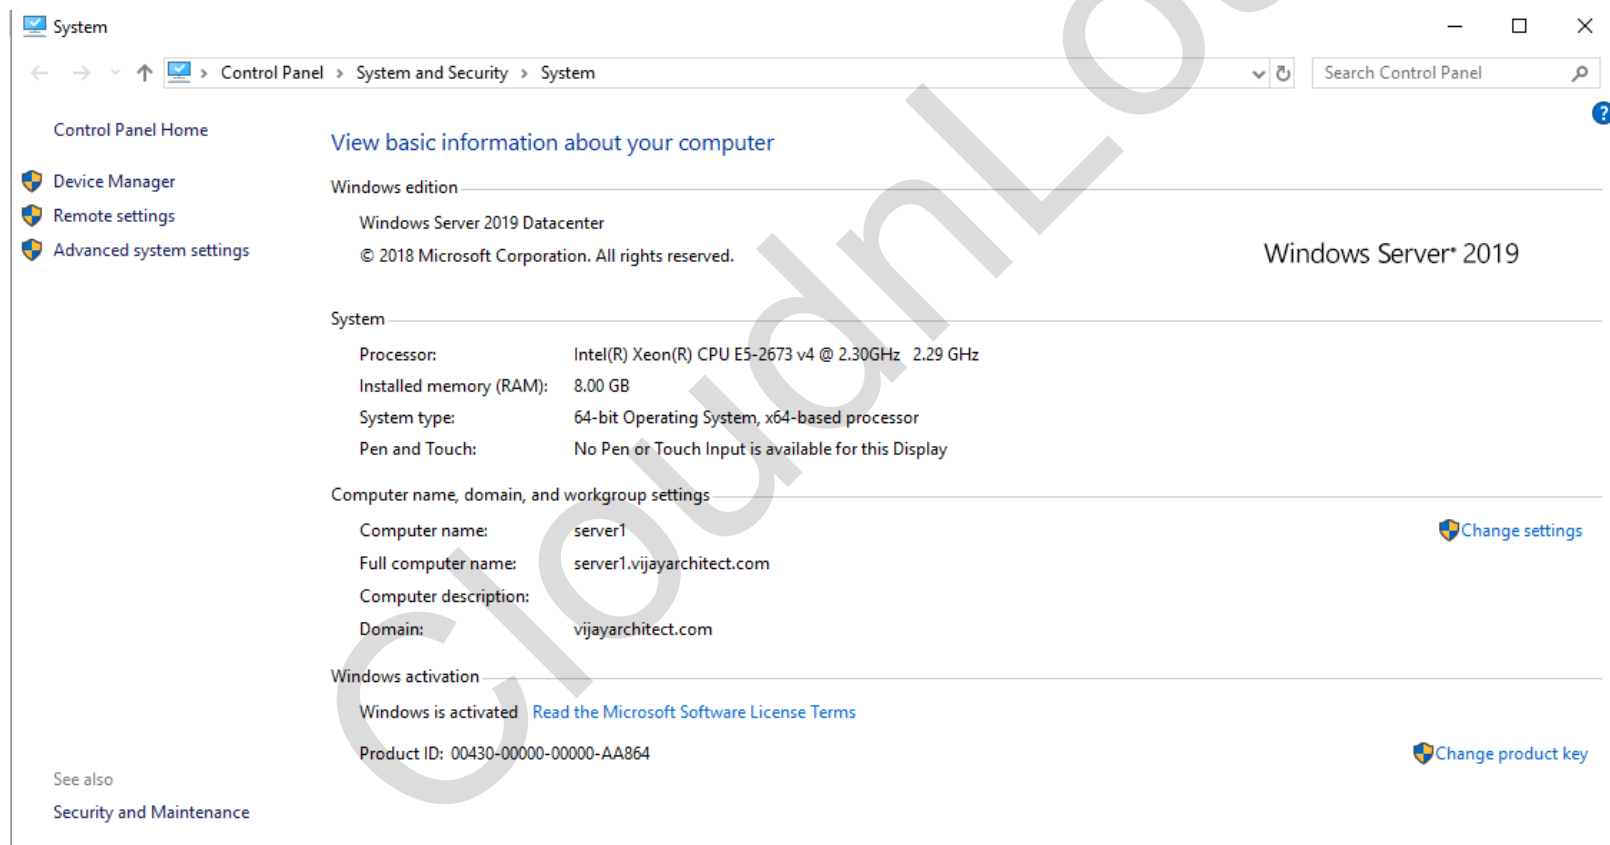 System
Control Panel > System and Security > System
Search Control Panel
Control Panel Home
Device Manager
Remote settings
Advanced system settings
View basic information about your computer
Windows edition
Windows Server 2019 Datacenter
© 2018 Microsoft Corporation. All rights reserved.
Windows Server® 2019
System
Processor: Intel(R) Xeon(R) CPU E5-2673 v4 @ 2.30GHz 2.29 GHz
Installed memory (RAM): 8.00 GB
System type: 64-bit Operating System, x64-based processor
Pen and Touch: No Pen or Touch Input is available for this Display
Computer name, domain, and workgroup settings
Computer name: server1
Change settings
Full computer name: server1.vijayarchitect.com
Computer description:
Domain: vijayarchitect.com
Windows activation
Windows is activated Read the Microsoft Software License Terms
Product ID: 00430-00000-00000-AA864
Change product key
See also
Security and Maintenance
CloudnLo